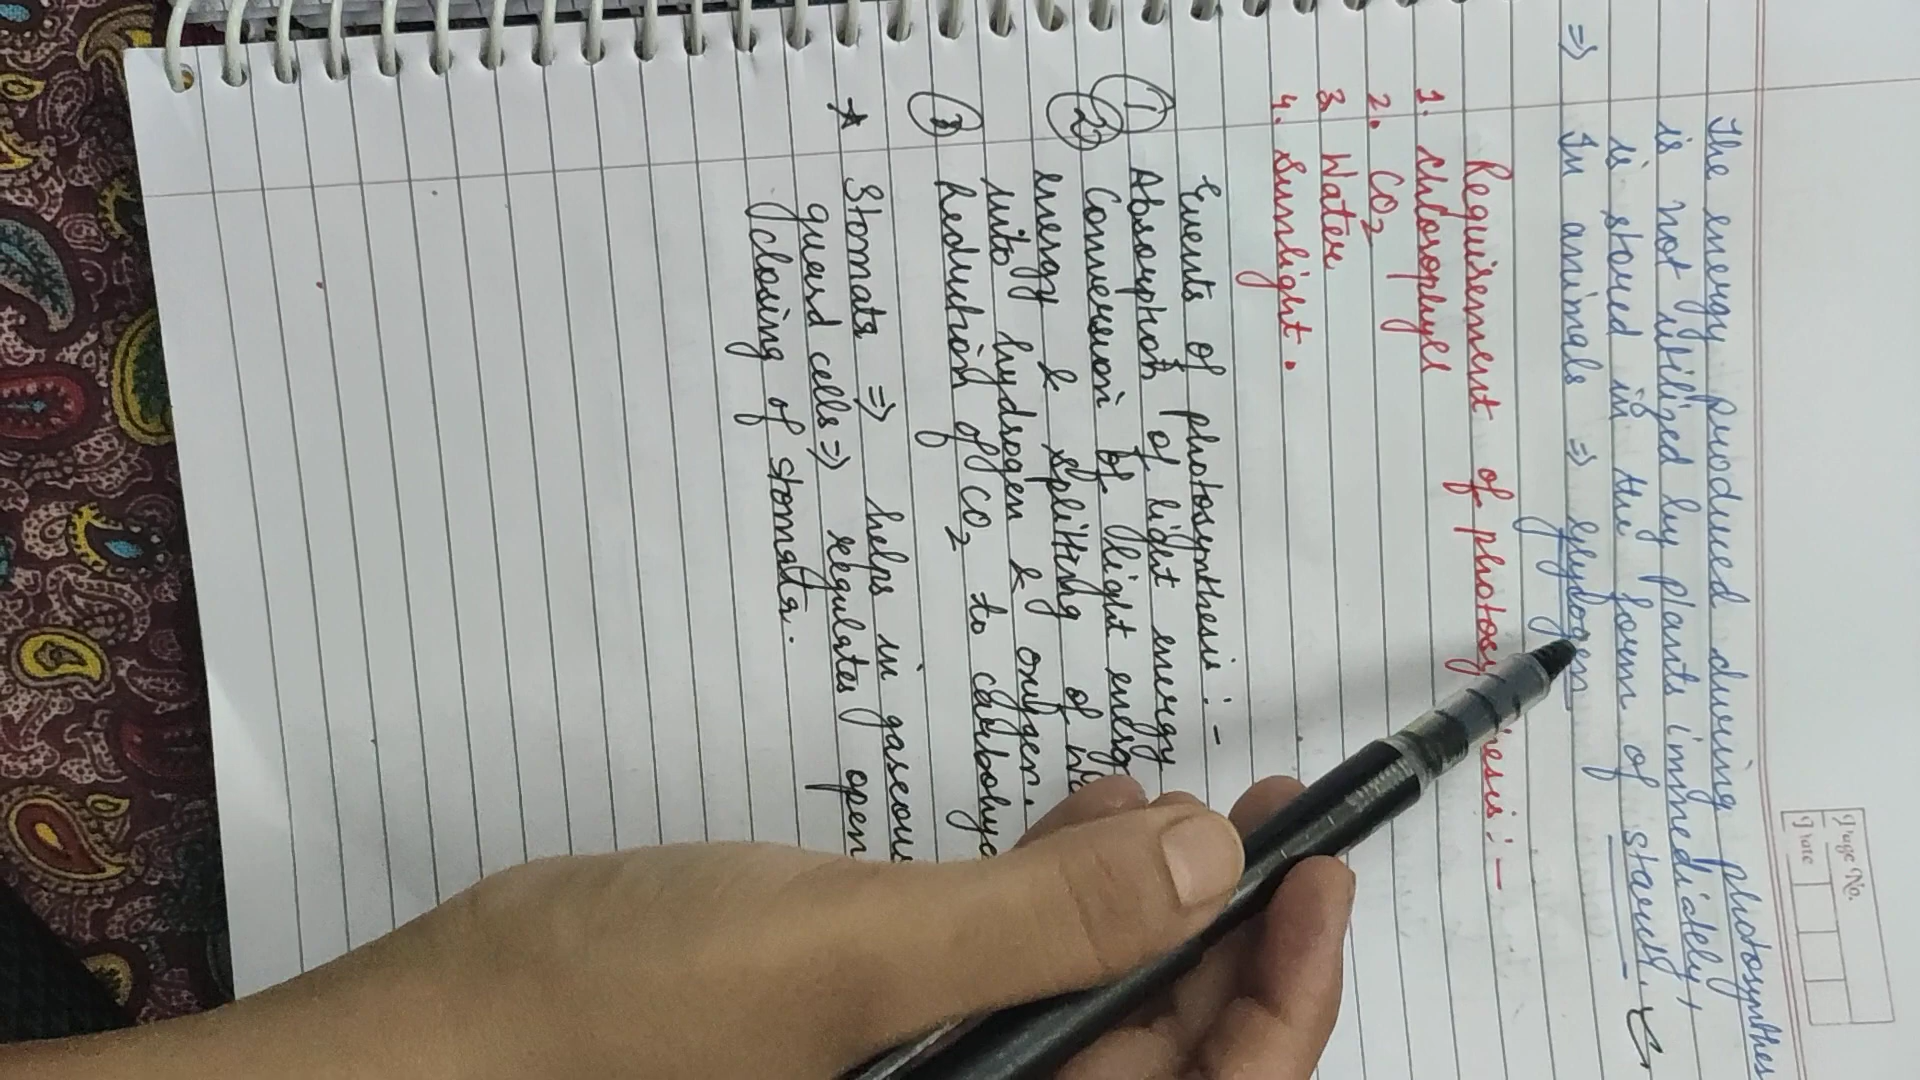 Page No.
Date
The energy produced during photosynthes
is not utilized by plants immediately,
is stored in the form of starch.
⇒ In animals ⇒ glycogen
Requirement of photosy nesis : -
1. chlorophyll
2. CO2
3. Water
4. Sunlight.
Events of photosynthesis : -
① Absorption of light energy
② Conversion of light energ
energy & splitting of
into hydrogen & oxygen.
③ Reduction of CO2 to carbohyd
★ Stomata ⇒ helps in gaseous
guard cells ⇒ regulates open
closing of stomata.